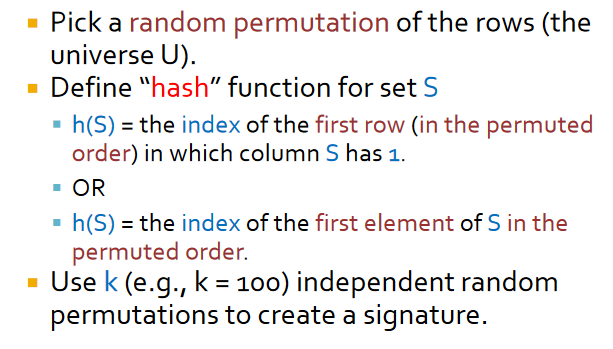 ▪ Pick a random permutation of the rows (the
universe U).
▪ Define “hash” function for set S
▪ h(S) = the index of the first row (in the permuted
order) in which column S has 1.
▪ OR
▪ h(S) = the index of the first element of S in the
permuted order.
▪ Use k (e.g., k = 100) independent random
permutations to create a signature.